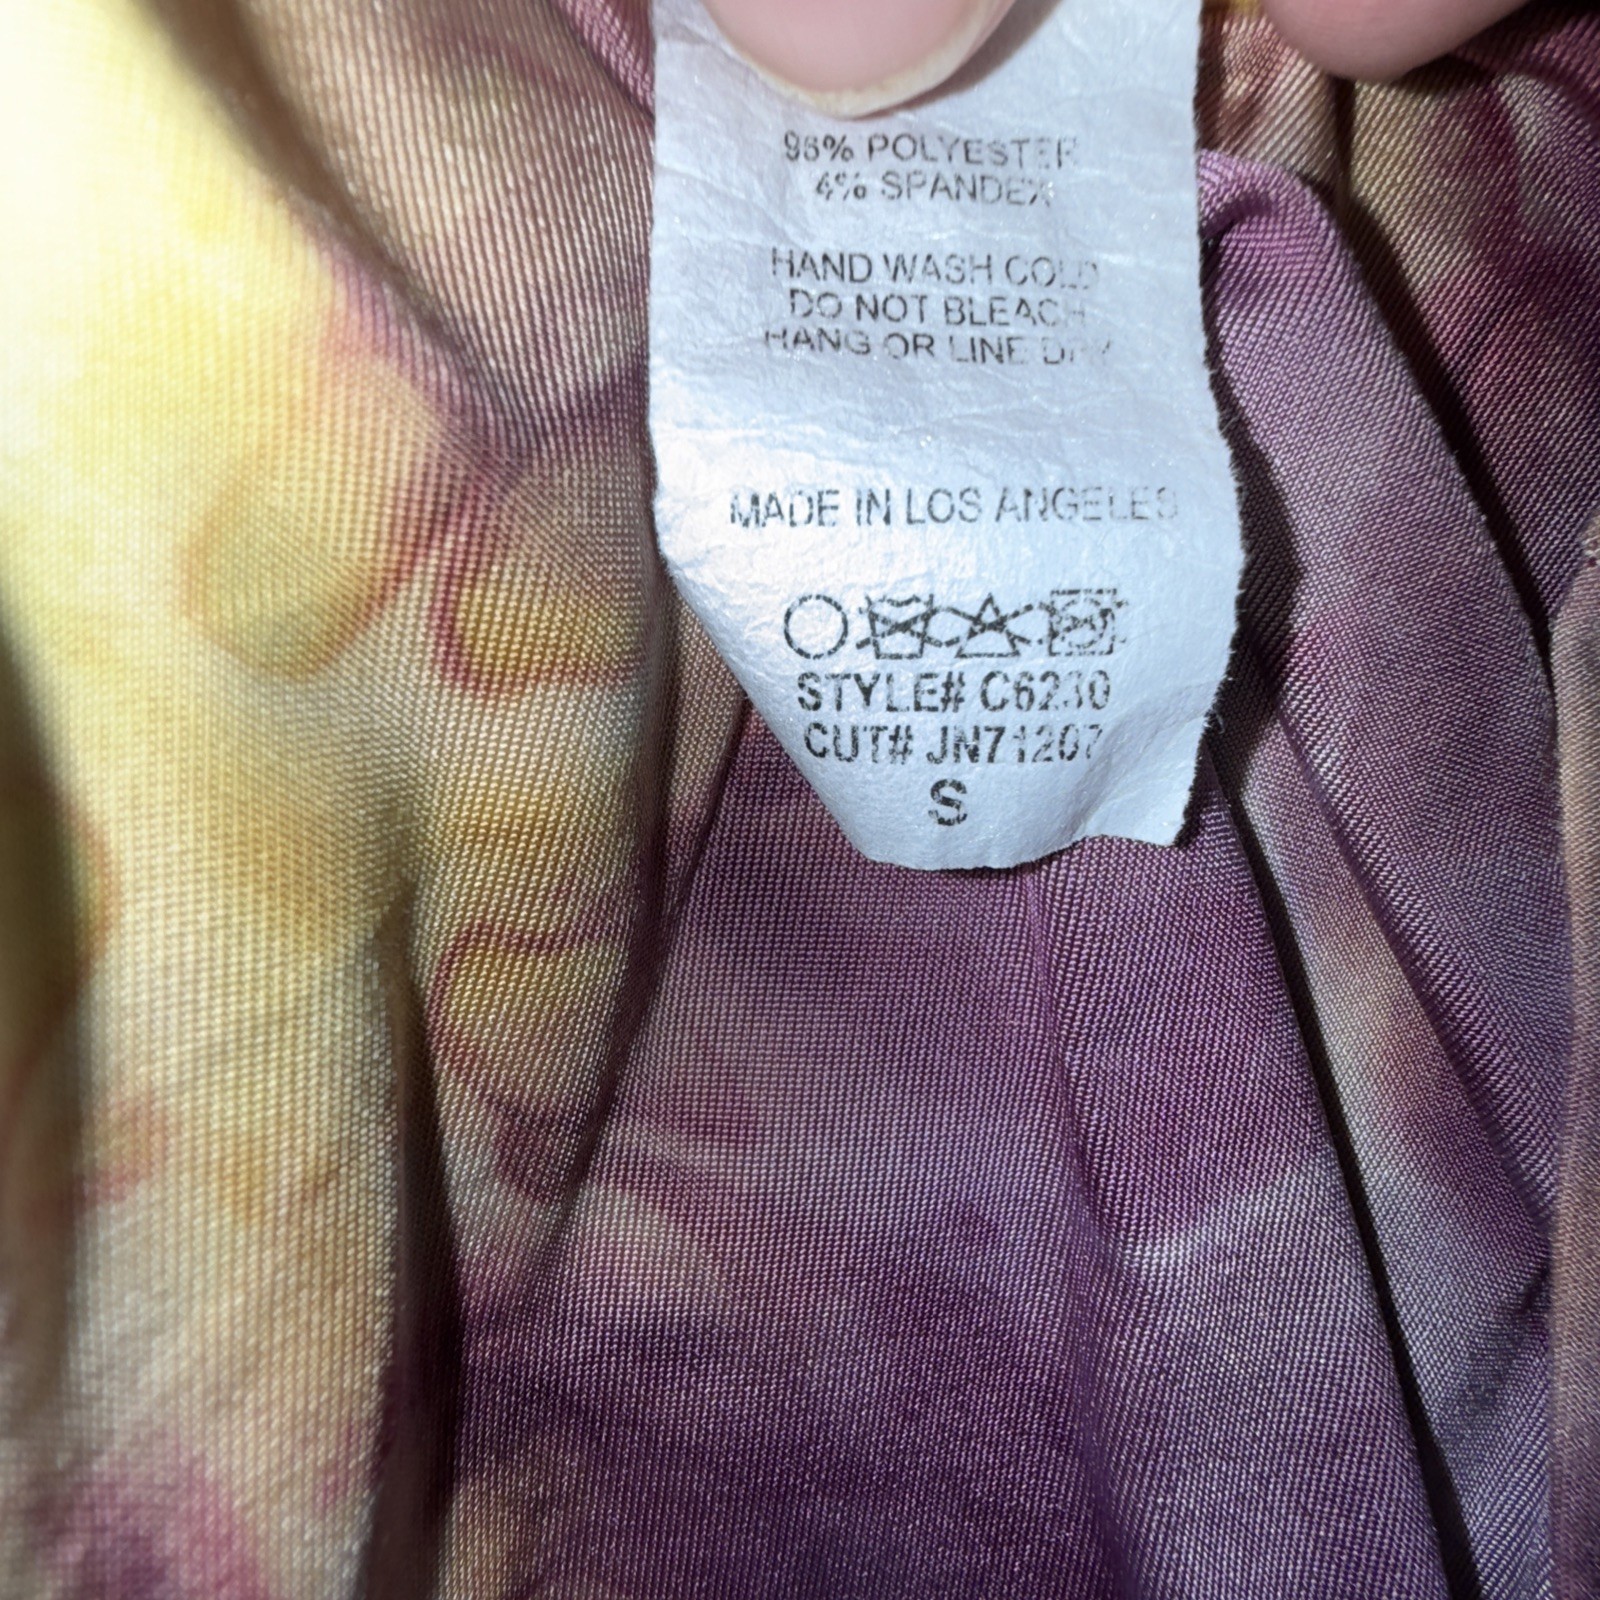 96% POLYESTER
4% SPANDEX
HAND WASH COLD
DO NOT BLEACH
HANG OR LINE DRY
MADE IN LOS ANGELES
STYLE# C6230
CUT# JN71207
S